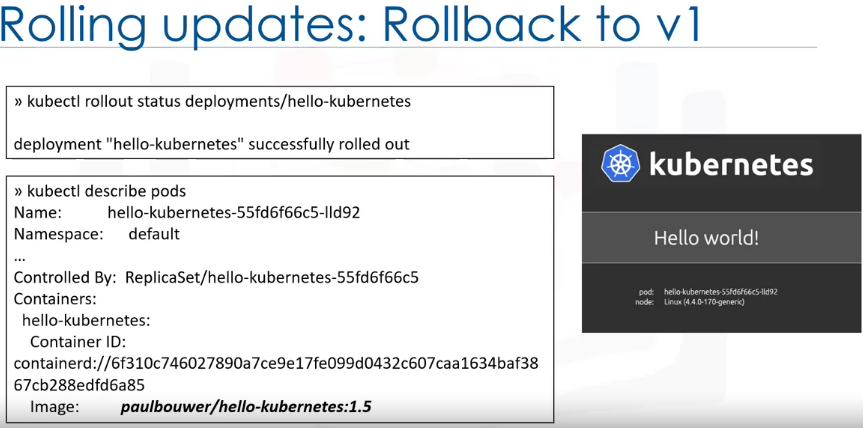 Rolling updates: Rollback to v1
» kubectl rollout status deployments/hello-kubernetes
deployment "hello-kubernetes" successfully rolled out
» kubectl describe pods
Name: hello-kubernetes-55fd6f66c5-lld92
Namespace: default
...
Controlled By: ReplicaSet/hello-kubernetes-55fd6f66c5
Containers:
hello-kubernetes:
Container ID:
containerd://6f310c746027890a7ce9e17fe099d0432c607caa1634baf38
67cb288edfd6a85
Image: paulbouwer/hello-kubernetes:1.5
kubernetes
Hello world!
pod: hello-kubernetes-55fd6f66c5-lld92
node: Linux (4.4.0-170-generic)